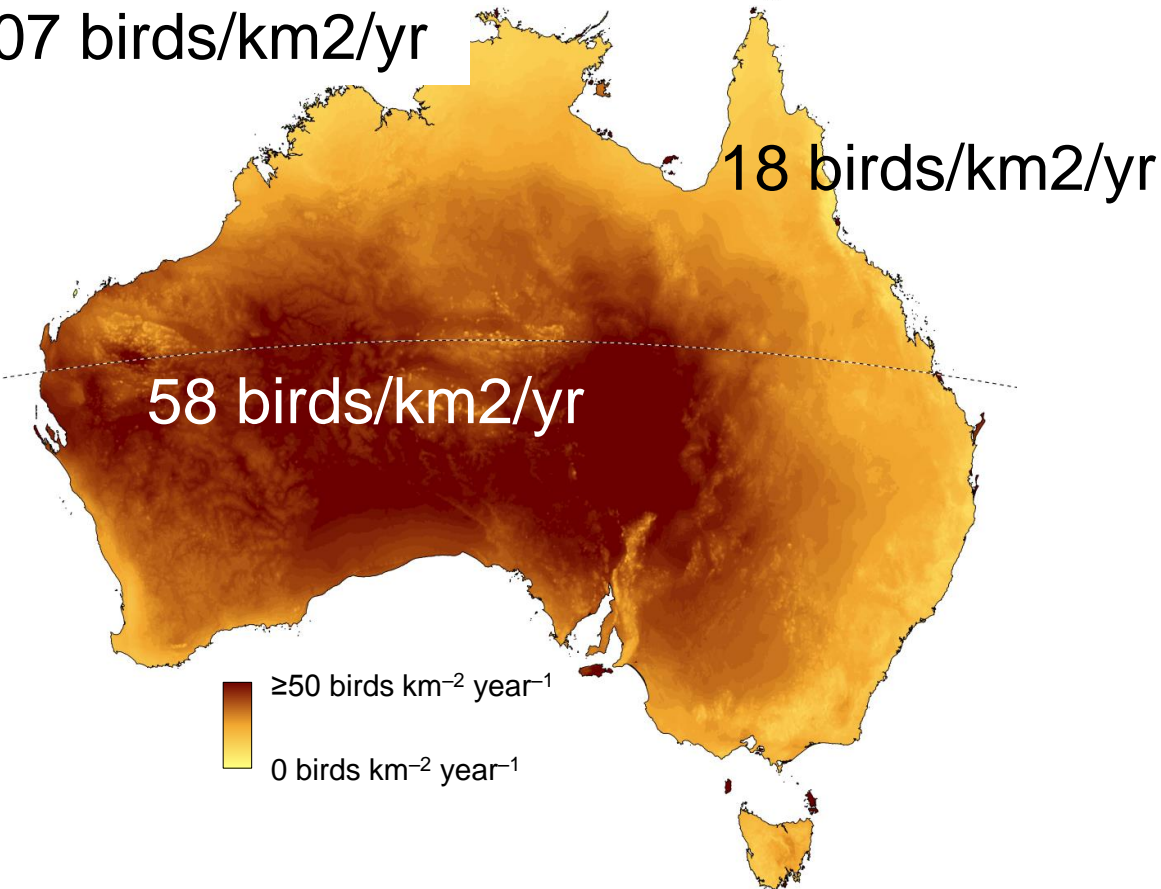 07 birds/km2/yr
18 birds/km2/yr
58 birds/km2/yr
≥50 birds km⁻² year⁻¹
0 birds km⁻² year⁻¹